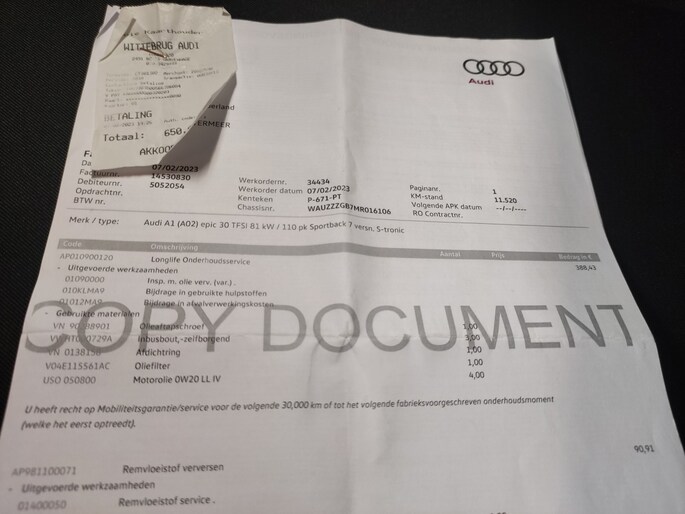 WITTEBRUG AUDI
BETALING
Totaal: 650,
AKKOO
Audi
erland
ERMEER
07/02/2023
Factuurnr. 14530830
Debiteurnr. 5052054
Opdrachtnr.
BTW nr.
Werkordernr. 34434
Werkorder datum 07/02/2023
Kenteken P-671-PT
Chassisnr. WAUZZZGB7MR016106
Paginanr. 1
KM-stand 11.520
Volgende APK datum --/--/----
RO Contractnr.
Merk / type: Audi A1 (A02) epic 30 TFSI 81 kW / 110 pk Sportback 7 versn. S-tronic
Code Omschrijving Aantal Prijs Bedrag in €
AP010900120 Longlife Onderhoudsservice 388,43
- Uitgevoerde werkzaamheden
01090000 Insp. m. olie verv. (var.) .
010KLMA9 Bijdrage in gebruikte hulpstoffen
01012MA9 Bijdrage in afvalverwerkingskosten
- Gebruikte materialen
COPY DOCUMENT
Olieaftapschroef 1,00
Inbusbout,-zelfborgend 3,00
Afdichtring 1,00
V04E115561AC Oliefilter 1,00
USO 050800 Motorolie 0W20 LL IV 4,00
U heeft recht op Mobiliteitsgarantie/service voor de volgende 30,000 km of tot het volgende fabrieksvoorgeschreven onderhoudsmoment
(welke het eerst optreedt).
90,91
AP981100071 Remvloeistof verversen
- Uitgevoerde werkzaamheden
01400050 Remvloeistof service .